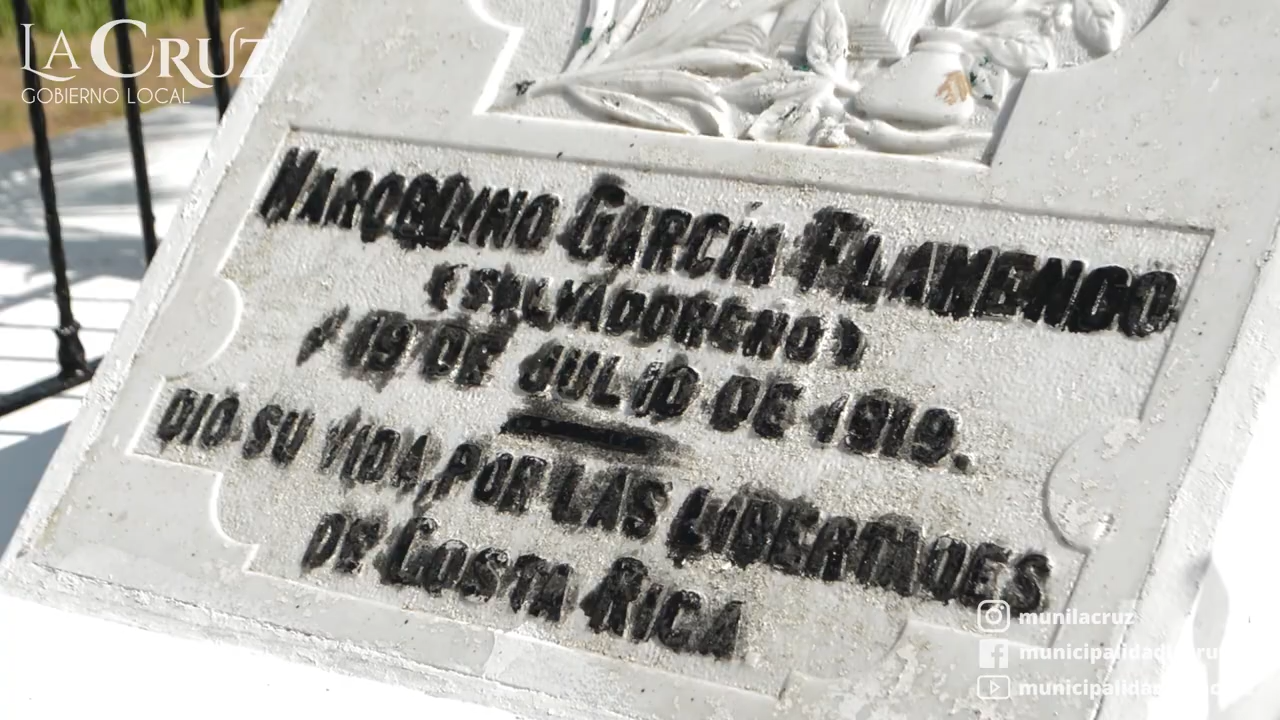 LA CRUZ
GOBIERNO LOCAL
MARCELINO GARCÍA FLAMENCO
(SALVADOREÑO)
19 DE JULIO DE 1919.
DIO SU VIDA, POR LAS LIBERTADES
DE COSTA RICA
munilacruz